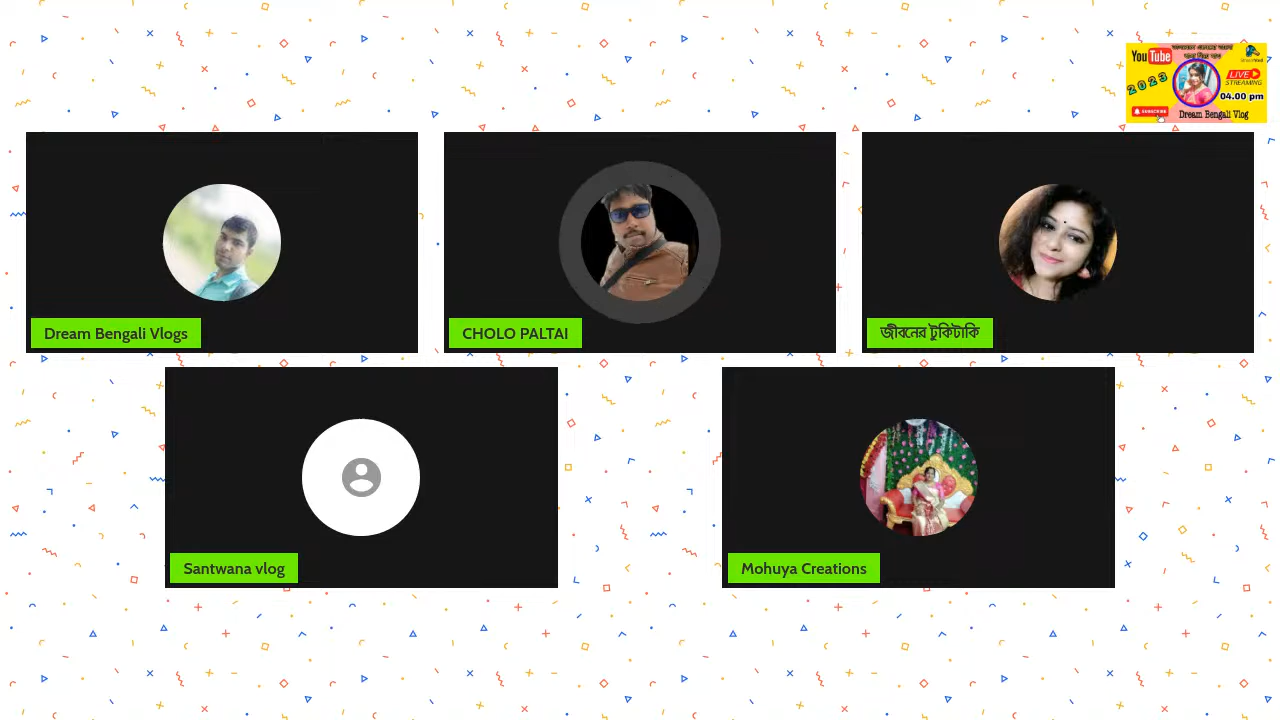 YouTube
2023
LIVE
STREAMING
04.00 pm
SUBSCRIBE
Dream Bengali Vlog
Dream Bengali Vlogs
CHOLO PALTAI
জীবনের টুকিটাকি
Santwana vlog
Mohuya Creations